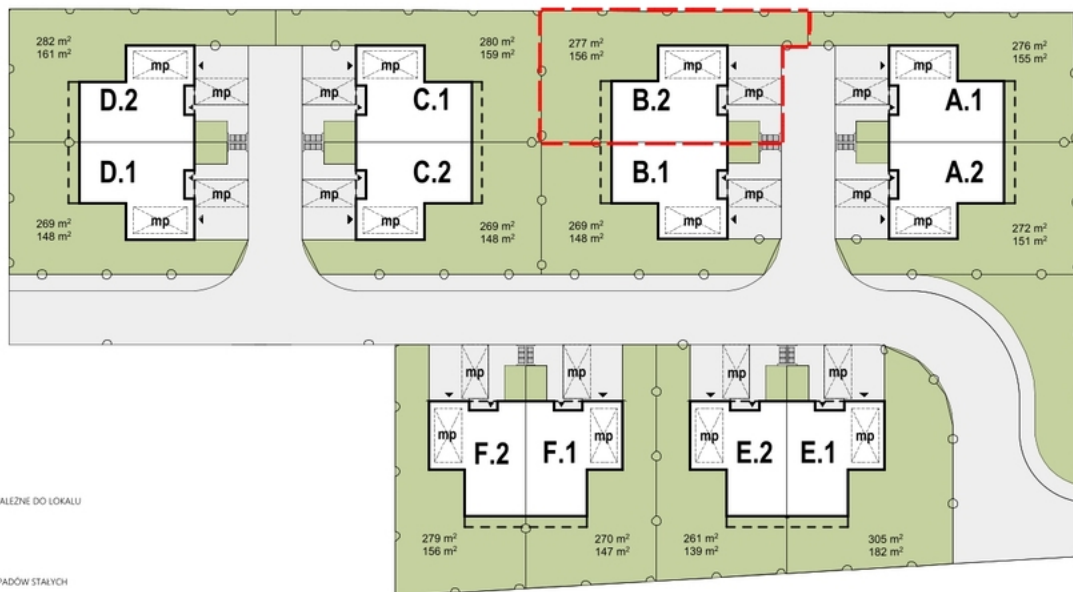 282 m²
161 m²
mp
mp
D.2
D.1
mp
mp
269 m²
148 m²
280 m²
159 m²
mp
mp
C.1
C.2
mp
mp
269 m²
148 m²
277 m²
156 m²
mp
mp
B.2
B.1
mp
mp
269 m²
148 m²
276 m²
155 m²
mp
mp
A.1
A.2
mp
mp
272 m²
151 m²
mp
mp
mp
mp
F.2
F.1
279 m²
156 m²
270 m²
147 m²
mp
mp
mp
mp
E.2
E.1
261 m²
139 m²
305 m²
182 m²
ALEŻNE DO LOKALU
PADÓW STAŁYCH